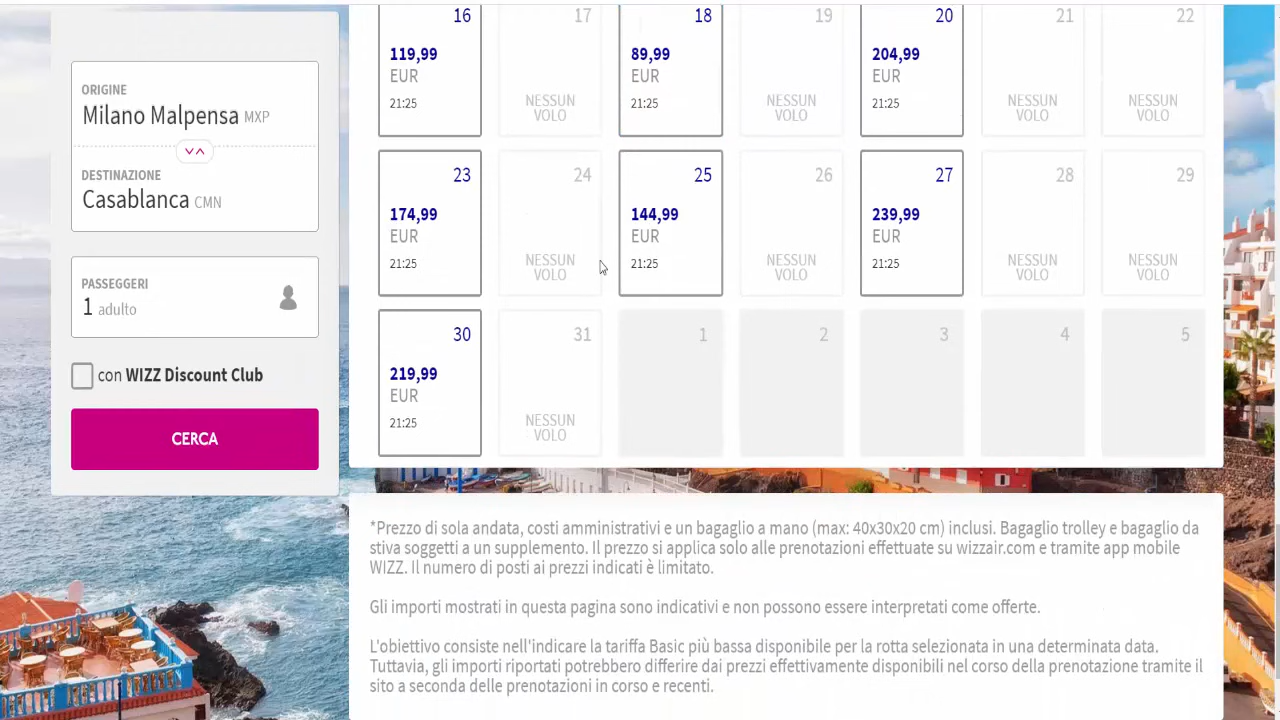 ORIGINE
Milano Malpensa MXP
DESTINAZIONE
Casablanca CMN
PASSEGGERI
1 adulto
con WIZZ Discount Club
CERCA
16 17 18 19 20 21 22
119,99 89,99 204,99
EUR EUR EUR
21:25 NESSUN 21:25 NESSUN 21:25 NESSUN NESSUN
VOLO VOLO VOLO VOLO
23 24 25 26 27 28 29
174,99 144,99 239,99
EUR EUR EUR
21:25 NESSUN 21:25 NESSUN 21:25 NESSUN NESSUN
VOLO VOLO VOLO VOLO
30 31 1 2 3 4 5
219,99
EUR
21:25 NESSUN
VOLO
*Prezzo di sola andata, costi amministrativi e un bagaglio a mano (max: 40x30x20 cm) inclusi. Bagaglio trolley e bagaglio da
stiva soggetti a un supplemento. Il prezzo si applica solo alle prenotazioni effettuate su wizzair.com e tramite app mobile
WIZZ. Il numero di posti ai prezzi indicati è limitato.
Gli importi mostrati in questa pagina sono indicativi e non possono essere interpretati come offerte.
L'obiettivo consiste nell'indicare la tariffa Basic più bassa disponibile per la rotta selezionata in una determinata data.
Tuttavia, gli importi riportati potrebbero differire dai prezzi effettivamente disponibili nel corso della prenotazione tramite il
sito a seconda delle prenotazioni in corso e recenti.